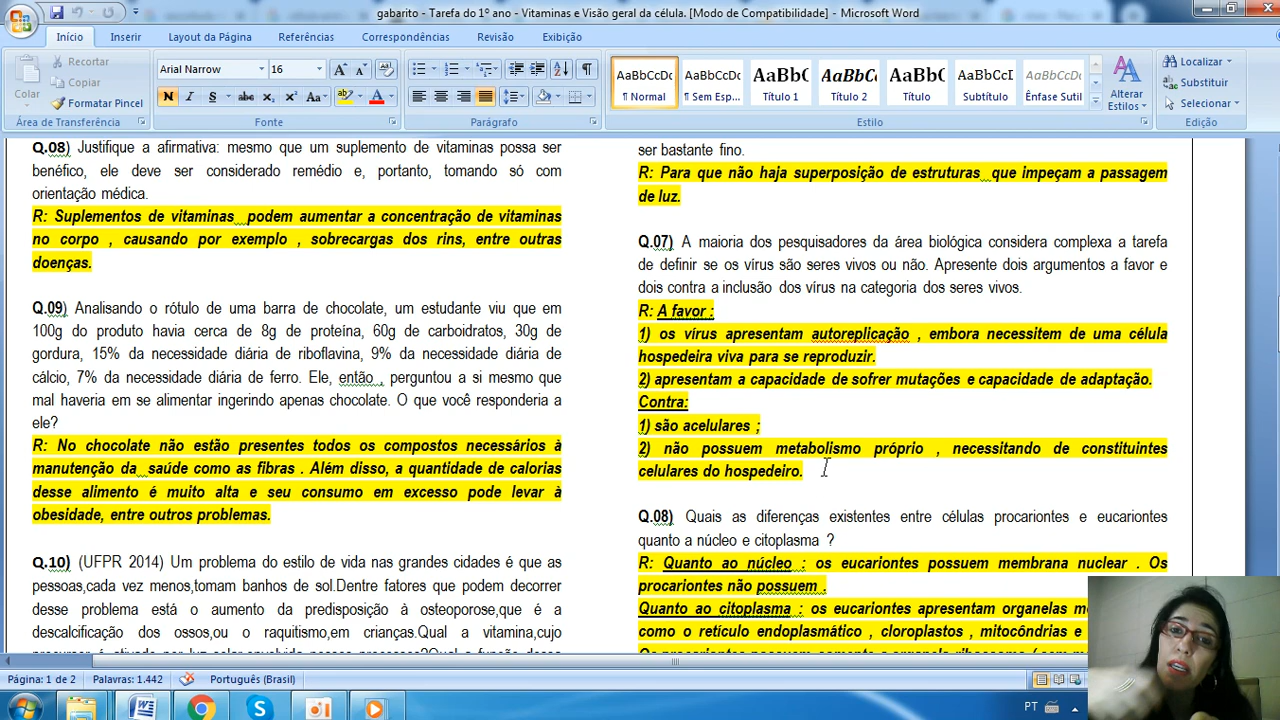 gabarito - Tarefa do 1º ano - Vitaminas e Visão geral da célula. [Modo de Compatibilidade] - Microsoft Word
Início Inserir Layout da Página Referências Correspondências Revisão Exibição
Colar
Recortar
Copiar
Formatar Pincel
Área de Transferência
Arial Narrow 16
Fonte
Parágrafo
AaBbCcDc AaBbCcDc AaBbC AaBbCc AaBbC AaBbCcI AaBbCcDc
¶ Normal ¶ Sem Esp... Título 1 Título 2 Título Subtítulo Ênfase Sutil
Alterar Estilos
Estilo
Localizar
Substituir
Selecionar
Edição
Q.08) Justifique a afirmativa: mesmo que um suplemento de vitaminas possa ser
benéfico, ele deve ser considerado remédio e, portanto, tomando só com
orientação médica.
R: Suplementos de vitaminas podem aumentar a concentração de vitaminas
no corpo , causando por exemplo , sobrecargas dos rins, entre outras
doenças.
Q.09) Analisando o rótulo de uma barra de chocolate, um estudante viu que em
100g do produto havia cerca de 8g de proteína, 60g de carboidratos, 30g de
gordura, 15% da necessidade diária de riboflavina, 9% da necessidade diária de
cálcio, 7% da necessidade diária de ferro. Ele, então , perguntou a si mesmo que
mal haveria em se alimentar ingerindo apenas chocolate. O que você responderia a
ele?
R: No chocolate não estão presentes todos os compostos necessários à
manutenção da saúde como as fibras . Além disso, a quantidade de calorias
desse alimento é muito alta e seu consumo em excesso pode levar à
obesidade, entre outros problemas.
Q.10) (UFPR 2014) Um problema do estilo de vida nas grandes cidades é que as
pessoas,cada vez menos,tomam banhos de sol.Dentre fatores que podem decorrer
desse problema está o aumento da predisposição à osteoporose,que é a
descalcificação dos ossos,ou o raquitismo,em crianças.Qual a vitamina,cujo
ser bastante fino.
R: Para que não haja superposição de estruturas que impeçam a passagem
de luz.
Q.07) A maioria dos pesquisadores da área biológica considera complexa a tarefa
de definir se os vírus são seres vivos ou não. Apresente dois argumentos a favor e
dois contra a inclusão dos vírus na categoria dos seres vivos.
R: A favor :
1) os vírus apresentam autoreplicação , embora necessitem de uma célula
hospedeira viva para se reproduzir.
2) apresentam a capacidade de sofrer mutações e capacidade de adaptação.
Contra:
1) são acelulares ;
2) não possuem metabolismo próprio , necessitando de constituintes
celulares do hospedeiro.
Q.08) Quais as diferenças existentes entre células procariontes e eucariontes
quanto a núcleo e citoplasma ?
R: Quanto ao núcleo : os eucariontes possuem membrana nuclear . Os
procariontes não possuem .
Quanto ao citoplasma : os eucariontes apresentam organelas
como o retículo endoplasmático , cloroplastos , mitocôndrias e
Página: 1 de 2 Palavras: 1.442 Português (Brasil)
PT